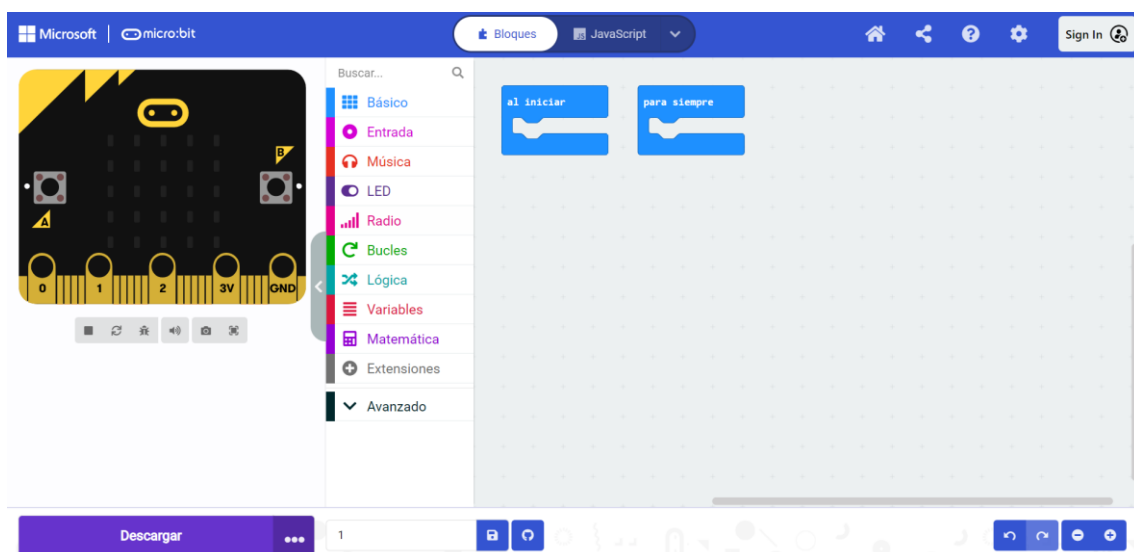 Microsoft micro:bit Bloques JavaScript Sign In
B
A
0 1 2 3V GND
Buscar...
Básico
Entrada
Música
LED
Radio
Bucles
Lógica
Variables
Matemática
Extensiones
Avanzado
al iniciar
para siempre
Descargar
1